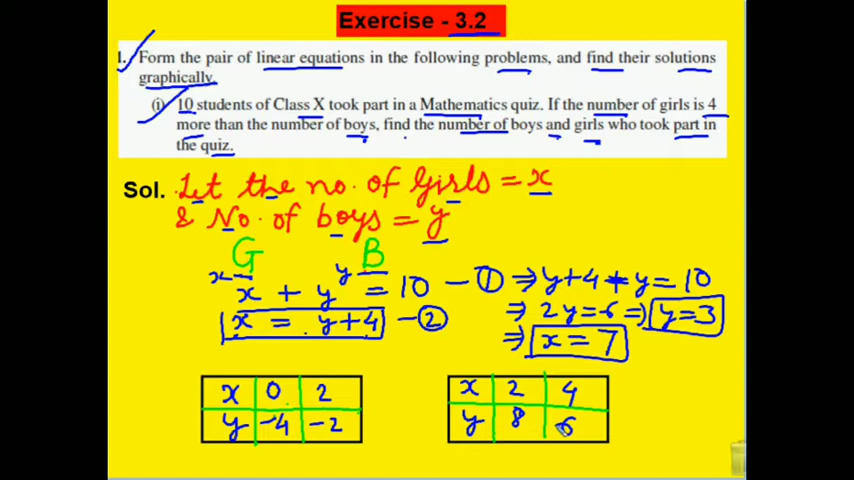 Exercise - 3.2
1. Form the pair of linear equations in the following problems, and find their solutions
graphically.
(i) 10 students of Class X took part in a Mathematics quiz. If the number of girls is 4
more than the number of boys, find the number of boys and girls who took part in
the quiz.
Sol. Let the no. of Girls = x
& No. of boys = y
G B
x y
x + y = 10 - ① ⇒ y+4+y = 10
⇒ 2y = 6 ⇒ y = 3
x = y+4 - ②
⇒ x = 7
x 0 2
y -4 -2
x 2 4
y 8 6